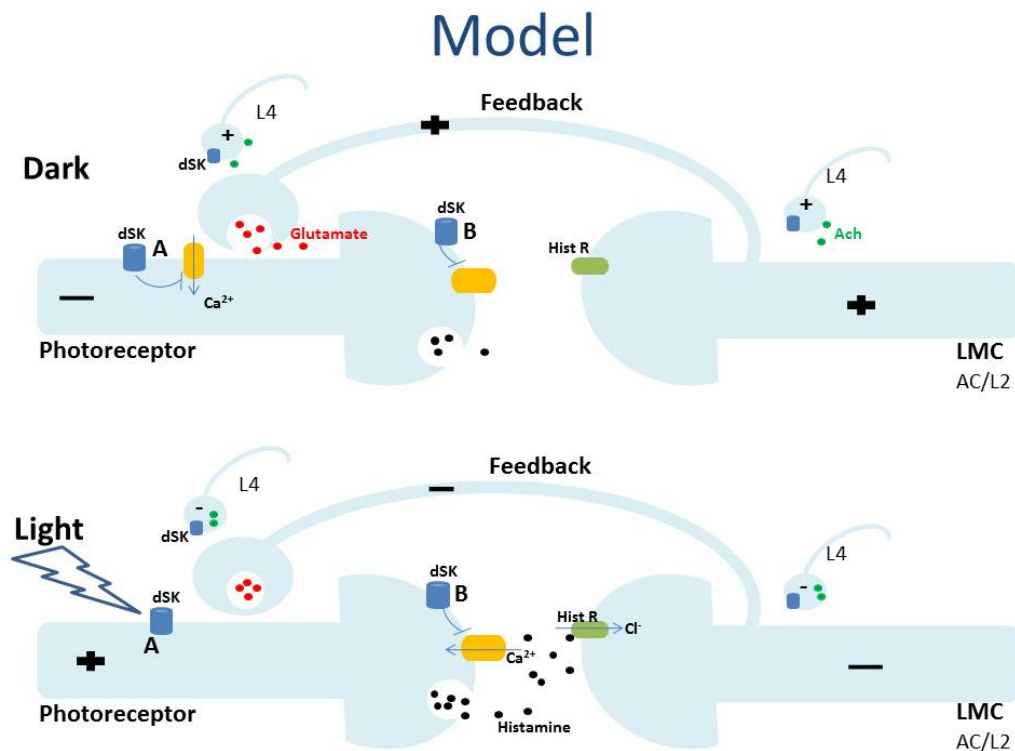 Model
Feedback
L4
+
+
dSK
Dark
L4
+
dSK
A
dSK
B
Glutamate
Hist R
Ach
Ca2+
−
+
Photoreceptor
LMC
AC/L2
Feedback
L4
-
−
dSK
Light
L4
-
dSK
A
dSK
B
Hist R
Cl-
Ca2+
+
−
Photoreceptor
Histamine
LMC
AC/L2